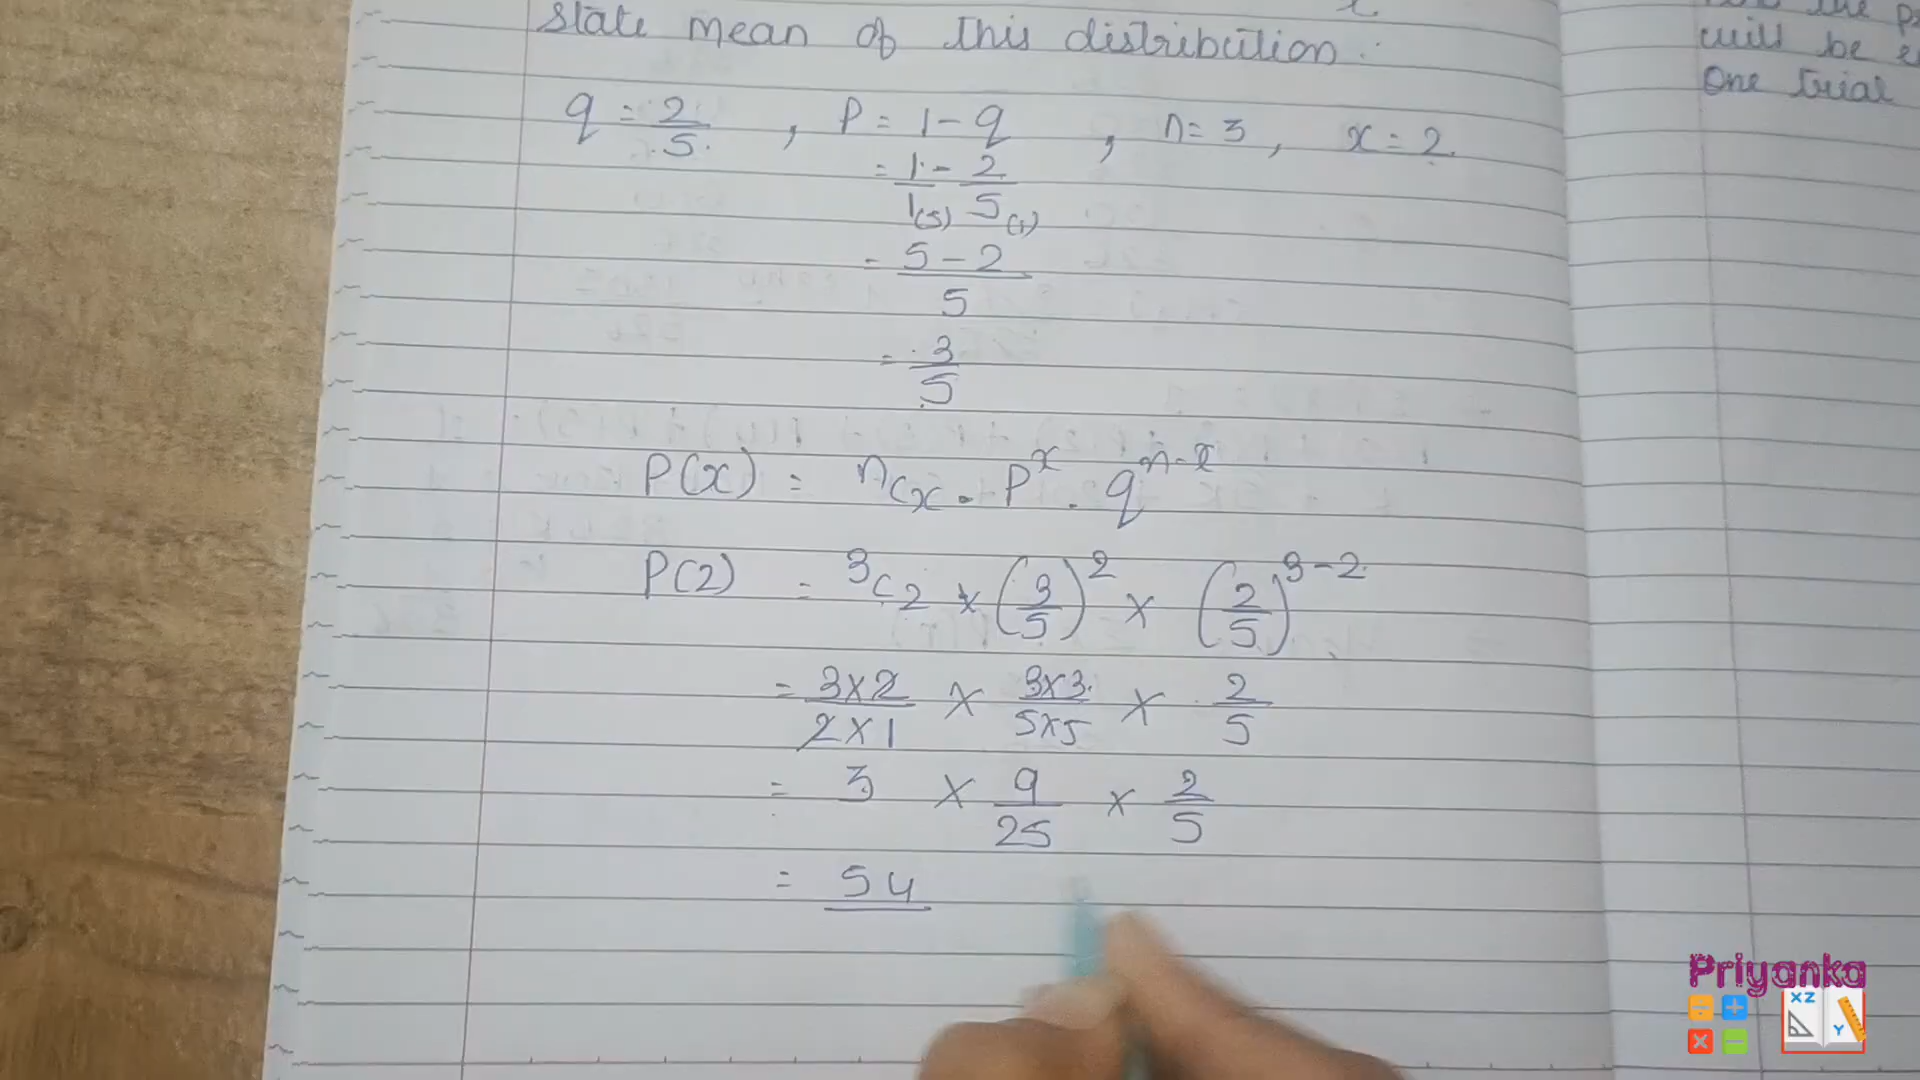 state mean of this distribution.
q = 2/5 , P = 1 - q , n = 3 , x = 2.
= 1/1(5) - 2/5(1)
= 5 - 2 / 5
= 3/5
P(x) = nCx . P^x . q^n-x
P(2) = 3C2 × (3/5)^2 × (2/5)^3-2
= 3×2 / 2×1 × 3×3 / 5×5 × 2/5
= 3 × 9/25 × 2/5
= 54
the
will be
One trial
Priyanka
XZ
Y